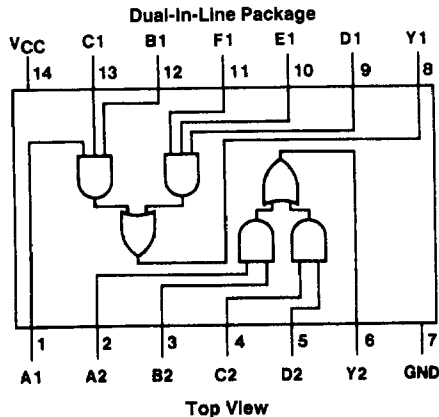 Dual-In-Line Package
VCC C1 B1 F1 E1 D1 Y1
14 13 12 11 10 9 8
1 2 3 4 5 6 7
A1 A2 B2 C2 D2 Y2 GND
Top View